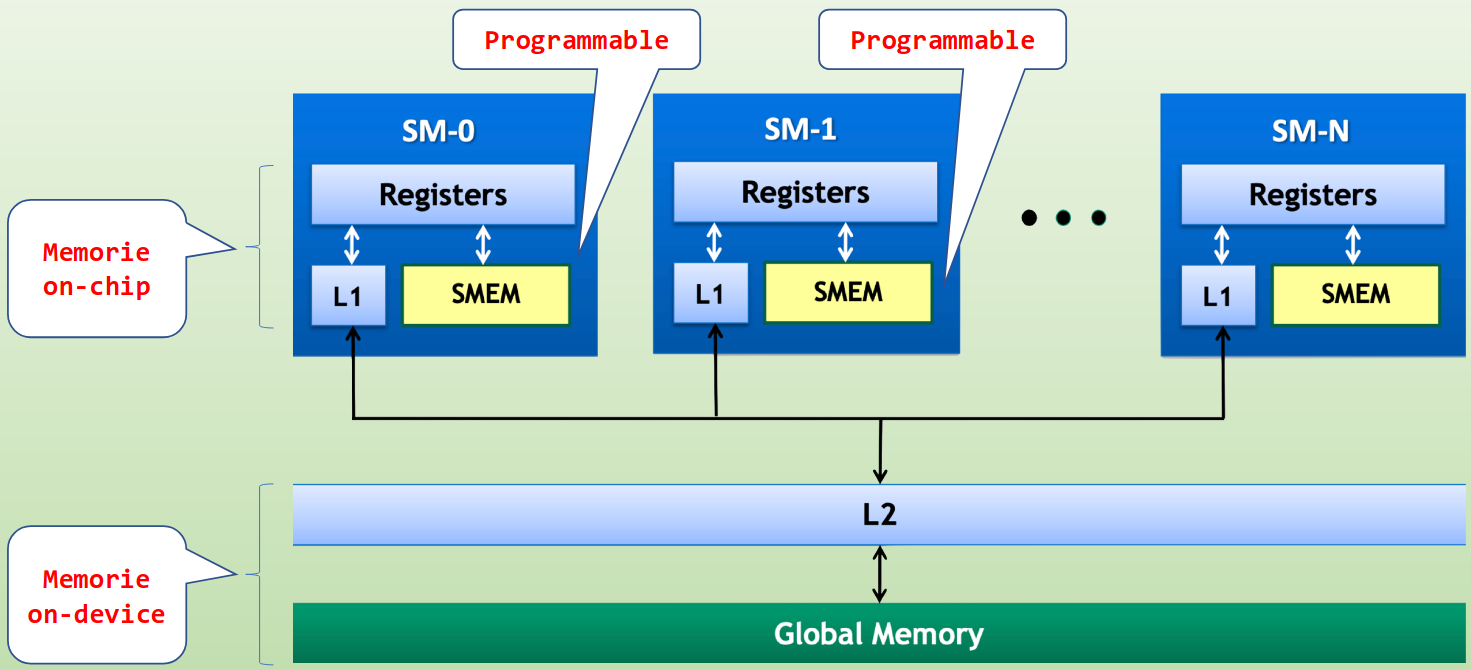 Programmable
Programmable
SM-0
SM-1
SM-N
Registers
Registers
Registers
Memorie
on-chip
L1
SMEM
L1
SMEM
L1
SMEM
L2
Memorie
on-device
Global Memory